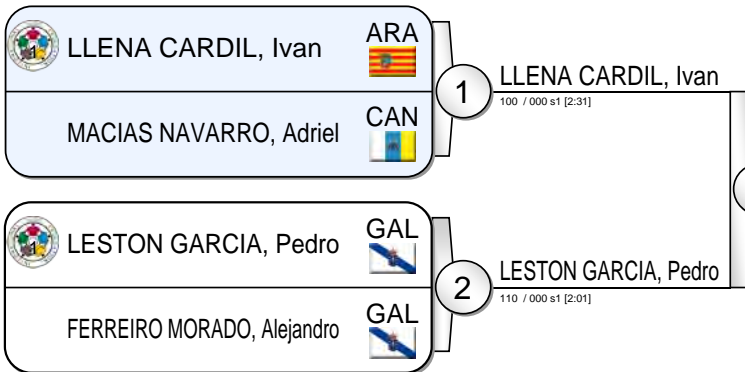 LLENA CARDIL, Ivan ARA
MACIAS NAVARRO, Adriel CAN
1
LLENA CARDIL, Ivan
100 / 000 s1 [2:31]
LESTON GARCIA, Pedro GAL
FERREIRO MORADO, Alejandro GAL
2
LESTON GARCIA, Pedro
110 / 000 s1 [2:01]